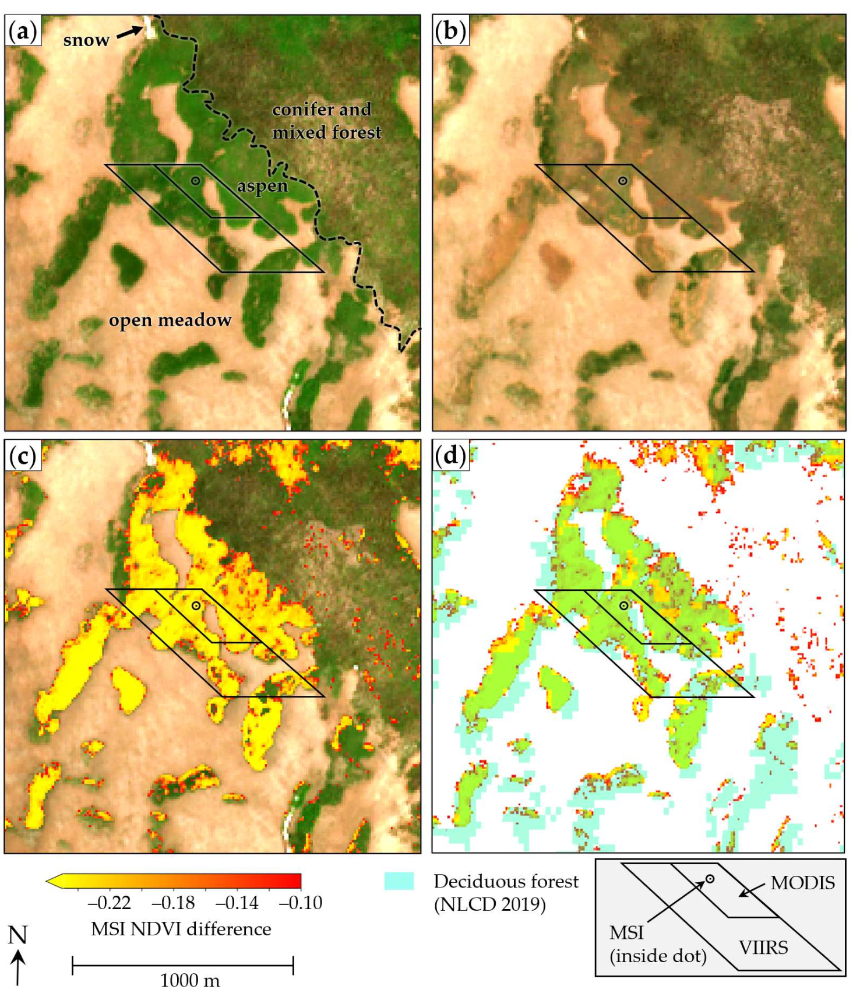 (a)
snow
conifer and
mixed forest
aspen
open meadow
(b)
(c)
(d)
−0.22 −0.18 −0.14 −0.10
MSI NDVI difference
N
1000 m
Deciduous forest
(NLCD 2019)
MODIS
MSI
(inside dot)
VIIRS